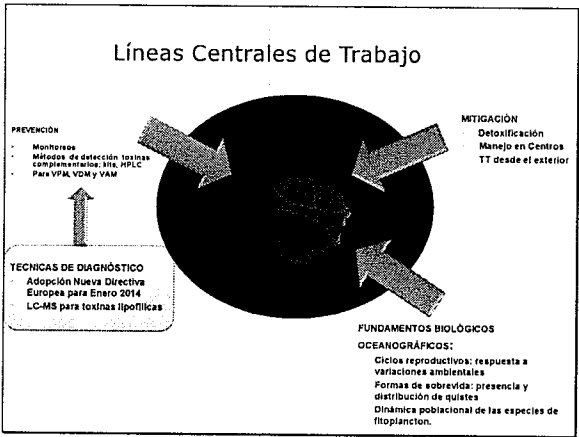 Líneas Centrales de Trabajo
PREVENCIÓN
Monitoreos
Métodos de detección toxinas
complementarios; kits, HPLC
Para VPM, VDM y VAM
MITIGACIÓN
Detoxificación
Manejo en Centros
TT desde el exterior
TECNICAS DE DIAGNÓSTICO
Adopción Nueva Directiva
Europea para Enero 2014
LC-MS para toxinas lipofílicas
FUNDAMENTOS BIOLÓGICOS
OCEANOGRÁFICOS:
Ciclos reproductivos: respuesta a
variaciones ambientales
Formas de sobrevida: presencia y
distribución de quistes
Dinámica poblacional de las especies de
fitoplancton.